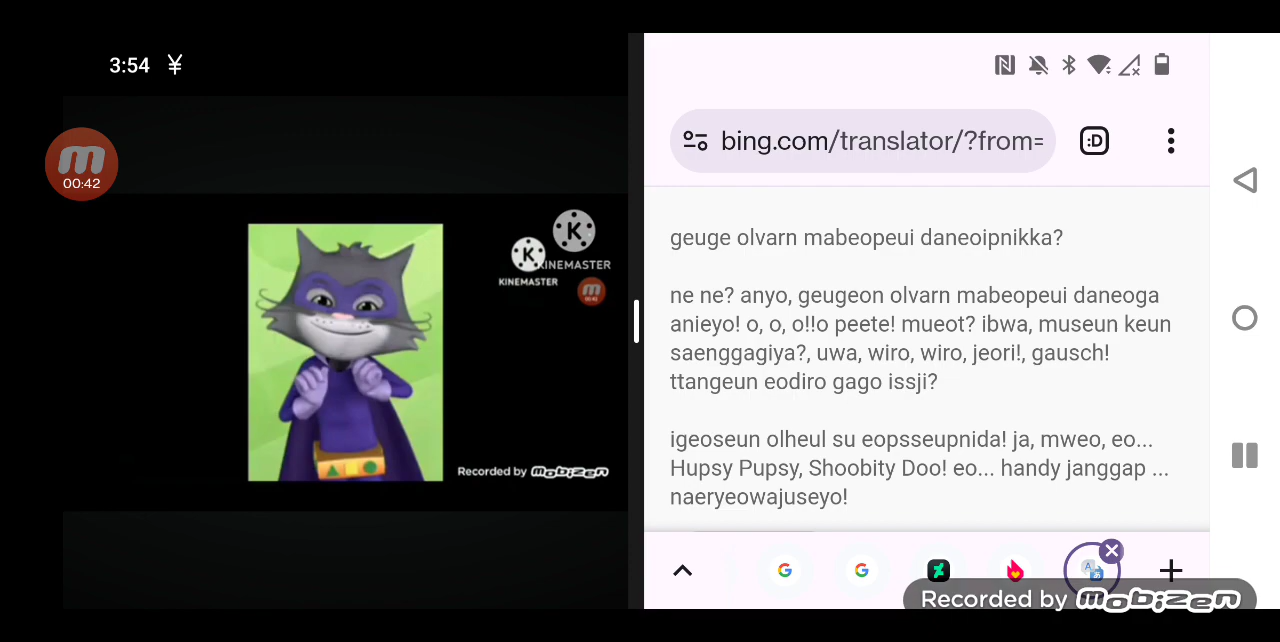 3:54 ¥
00:42
KINEMASTER
KINEMASTER
00:41
Recorded by mobizen
bing.com/translator/?from=
:D
geuge olvarn mabeopeui daneoipnikka?
ne ne? anyo, geugeon olvarn mabeopeui daneoga
anieyo! o, o, o!!o peete! mueot? ibwa, museun keun
saenggagiya?, uwa, wiro, wiro, jeori!, gausch!
ttangeun eodiro gago issji?
igeoseun olheul su eopsseupnida! ja, mweo, eo...
Hupsy Pupsy, Shoobity Doo! eo... handy janggap ...
naeryeowajuseyo!
Recorded by mobizen